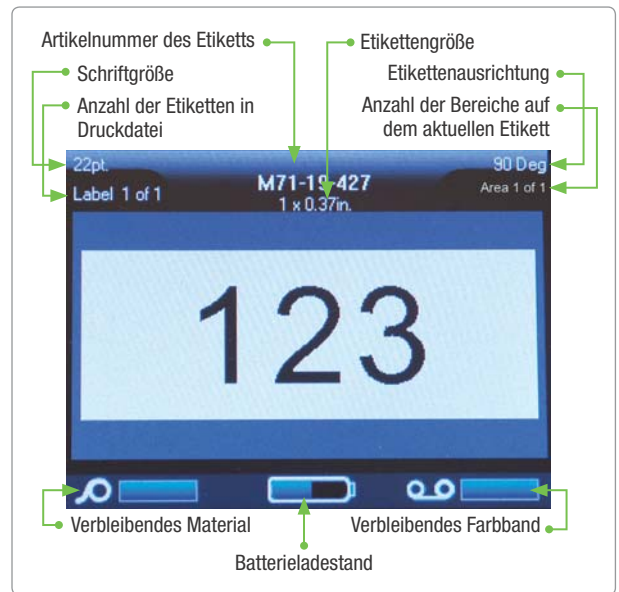 Artikelnummer des Etiketts
Etikettengröße
Schriftgröße
Etikettenausrichtung
Anzahl der Etiketten in
Druckdatei
Anzahl der Bereiche auf
dem aktuellen Etikett
22pt.
90 Deg
Label 1 of 1
M71-19-427
Area 1 of 1
1 x 0.37in.
123
Verbleibendes Material
Verbleibendes Farbband
Batterieladestand